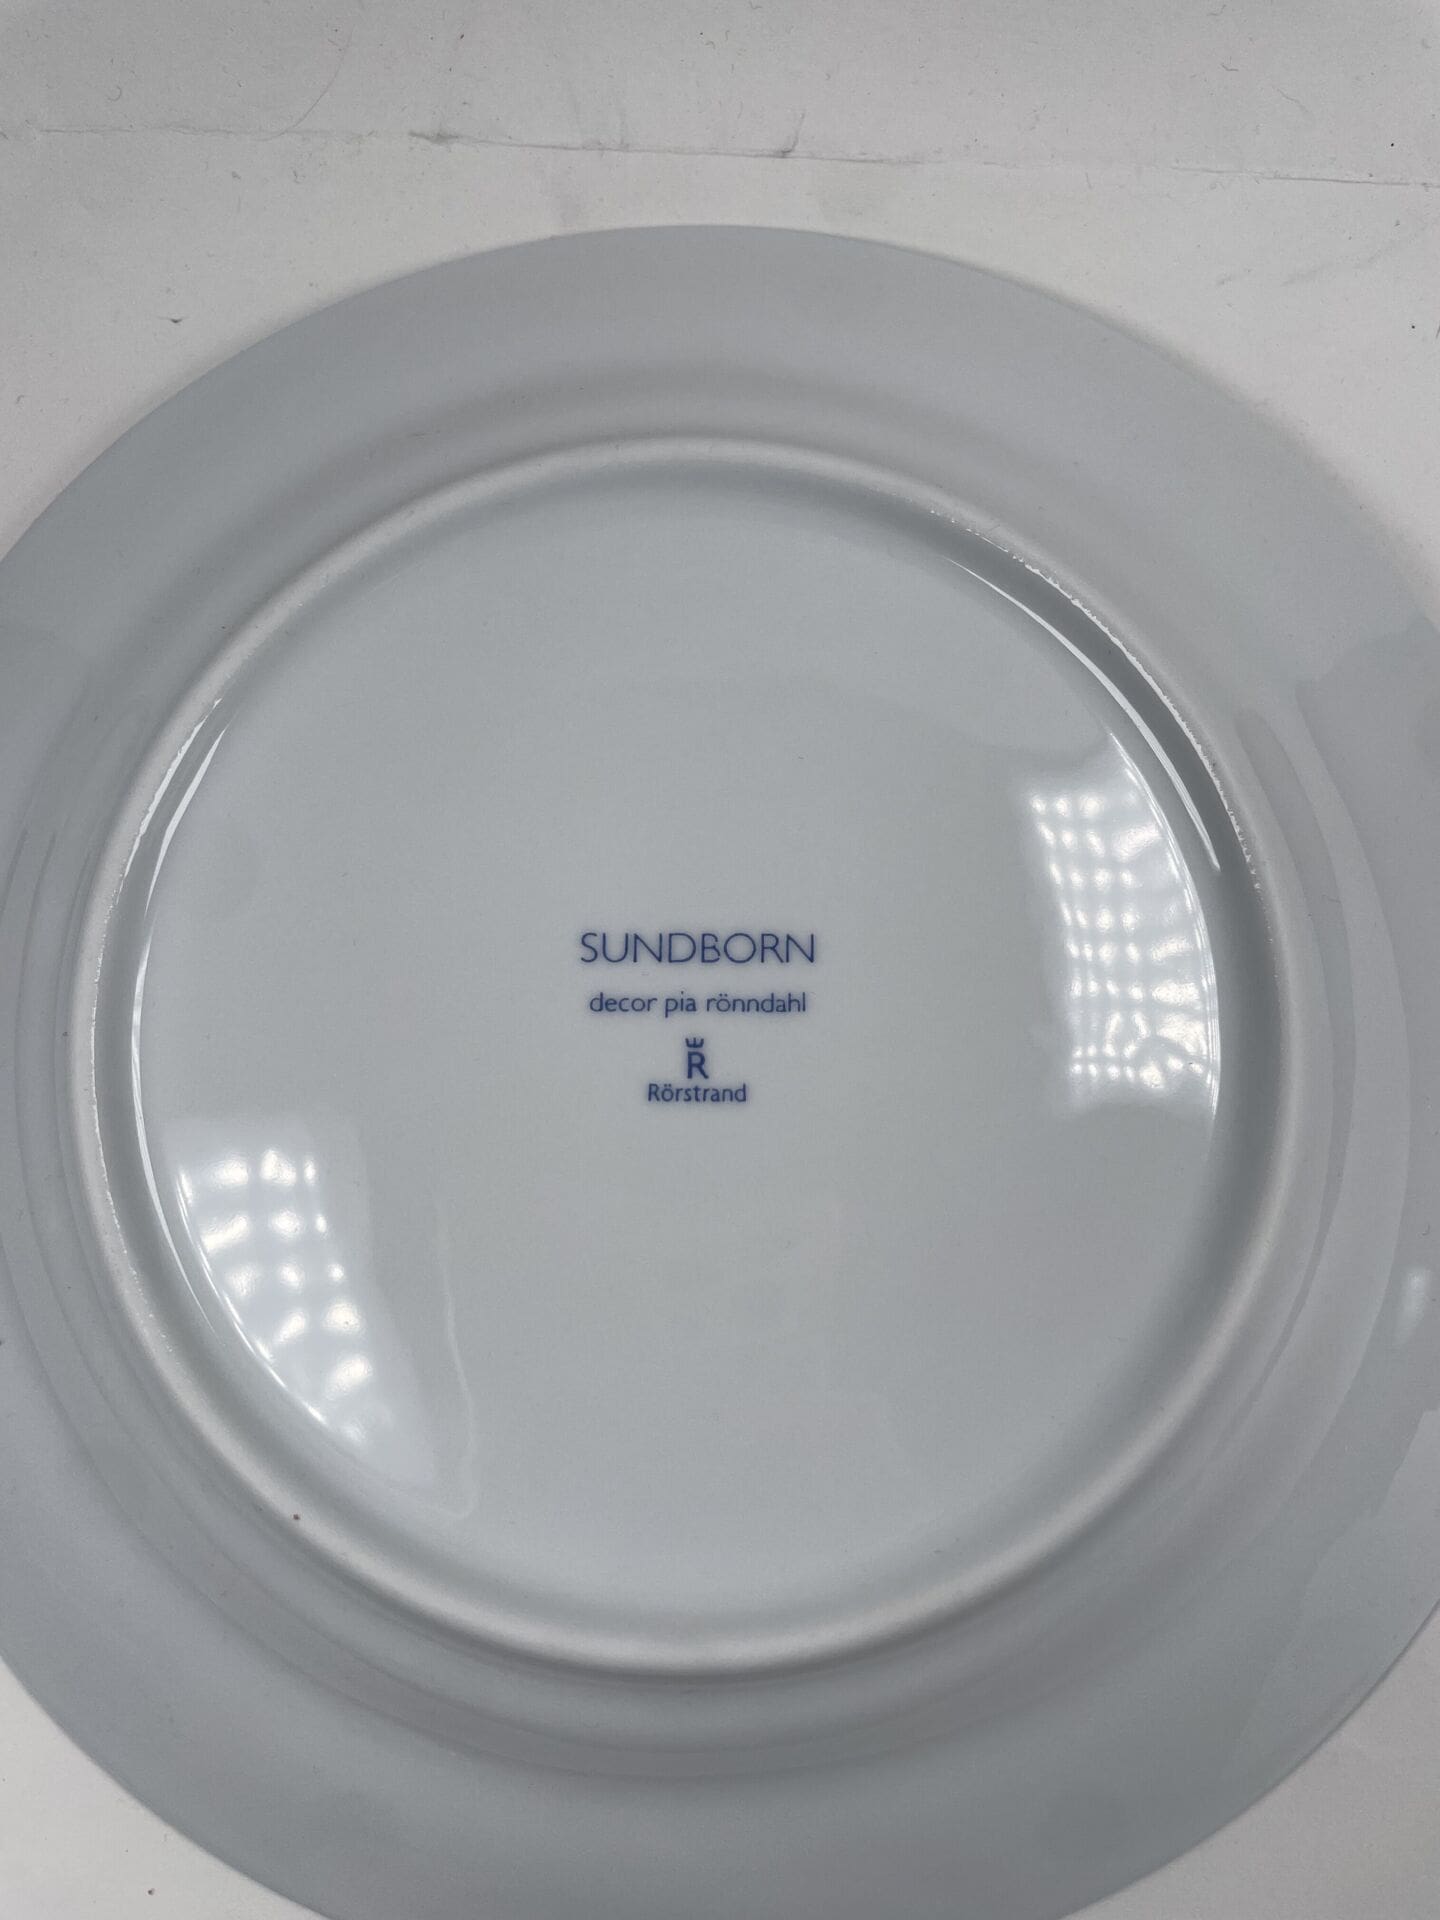 SUNDBORN
decor pia rönndahl
R
Rörstrand